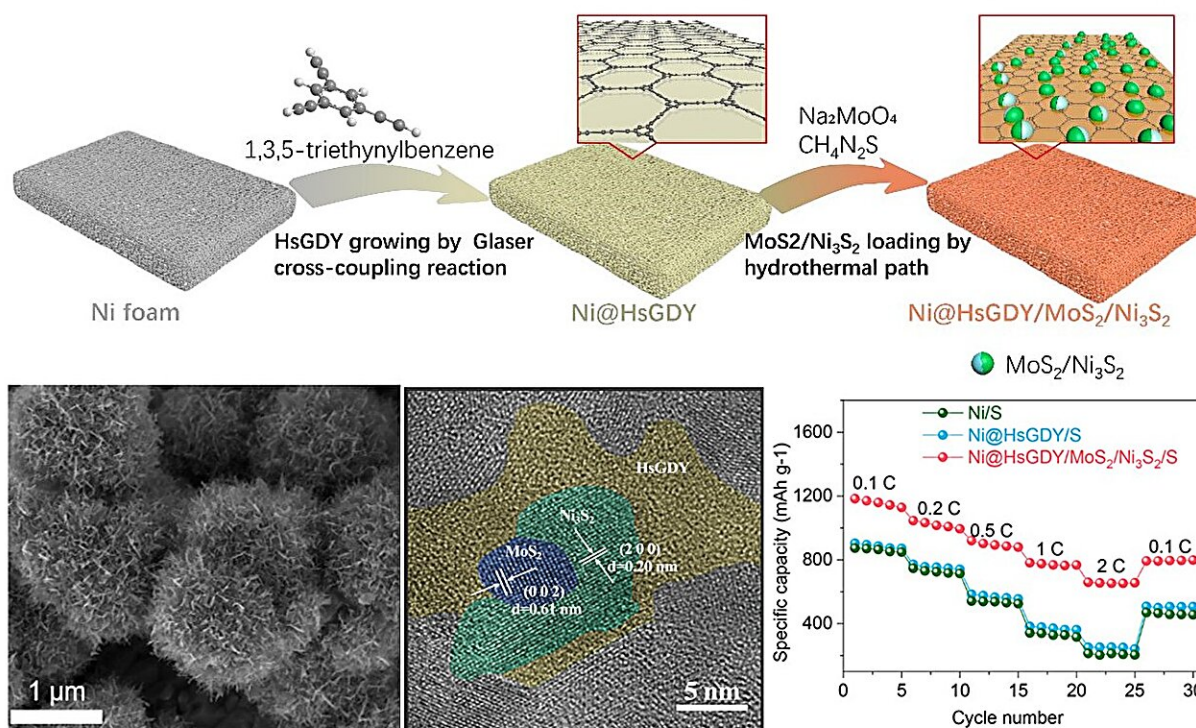 1,3,5-triethynylbenzene
HsGDY growing by Glaser
cross-coupling reaction
Na₂MoO₄
CH₄N₂S
MoS2/Ni₃S₂ loading by
hydrothermal path
Ni foam
Ni@HsGDY
Ni@HsGDY/MoS₂/Ni₃S₂
MoS₂/Ni₃S₂
1 μm
HsGDY
Ni₃S₂
MoS₂
(2 0 0)
d=0.20 nm
(0 0 2)
d=0.61 nm
5 nm
Ni/S
Ni@HsGDY/S
Ni@HsGDY/MoS₂/Ni₃S₂/S
0.1 C
0.2 C
0.5 C
1 C
2 C
0.1 C
Specific capacity (mAh g-1)
1600
1200
800
400
0 5 10 15 20 25 30
Cycle number